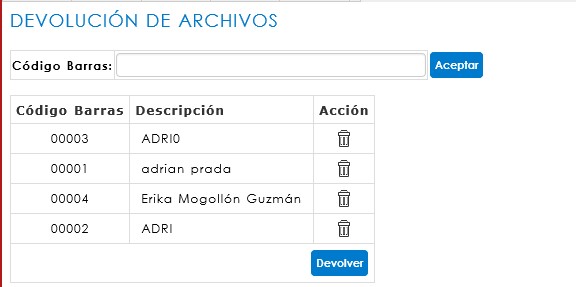 DEVOLUCIÓN DE ARCHIVOS
Código Barras: Aceptar
Código Barras Descripción Acción
00003 ADRI0
00001 adrian prada
00004 Erika Mogollón Guzmán
00002 ADRI
Devolver